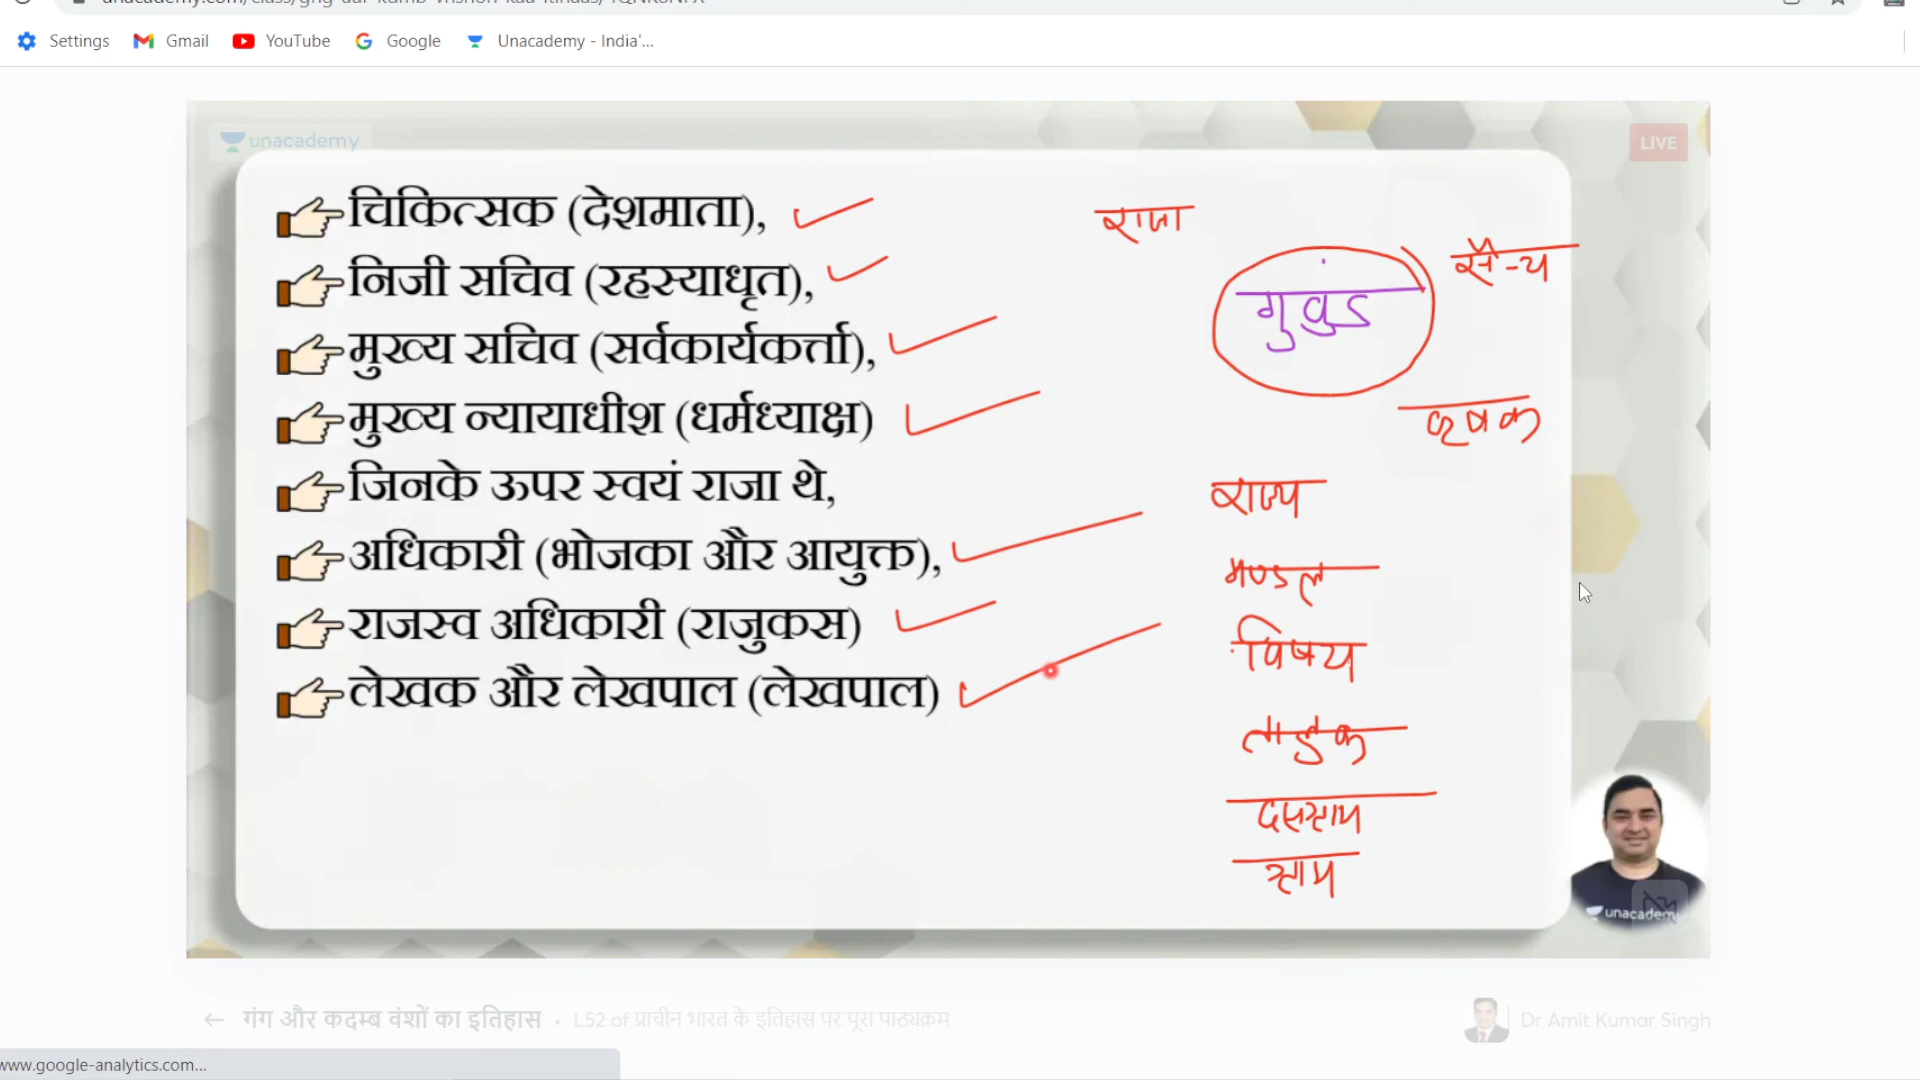 Settings Gmail YouTube Google Unacademy - India'...
unacademy
LIVE
चिकित्सक (देशमाता),
निजी सचिव (रहस्याधृत),
मुख्य सचिव (सर्वकार्यकर्त्ता),
मुख्य न्यायाधीश (धर्मध्याक्ष)
जिनके ऊपर स्वयं राजा थे,
अधिकारी (भोजका और आयुक्त),
राजस्व अधिकारी (राजुकस)
लेखक और लेखपाल (लेखपाल)
राजा
सैन्य
कृषक
राज्य
मण्डल
विषय
ग्राम
unacademy
गंग और कदम्ब वंशों का इतिहास • L52 of प्राचीन भारत के इतिहास पर पूरा पाठ्यक्रम
Dr Amit Kumar Singh
www.google-analytics.com...